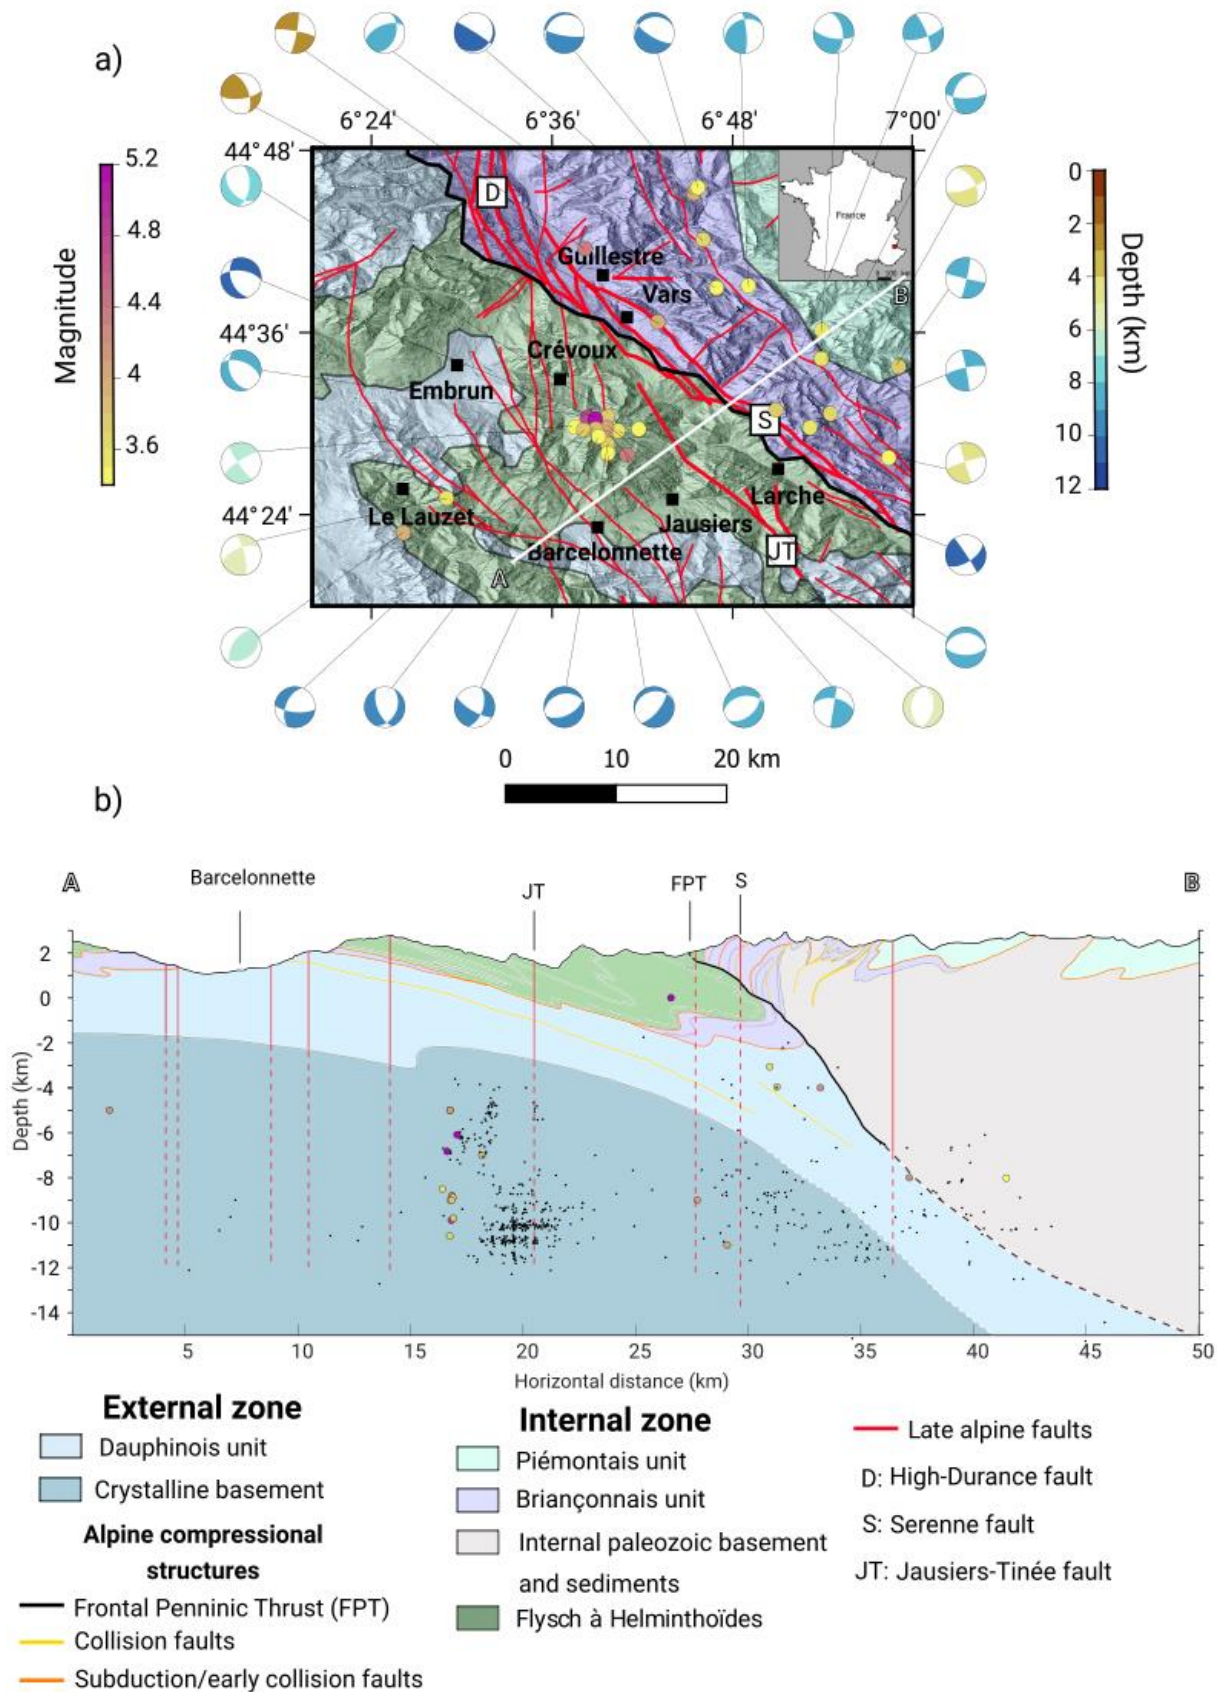 a)
6°24' 6°36' 6°48' 7°00'
44°48'
44°36'
44°24'
Magnitude
5.2
4.8
4.4
4
3.6
Depth (km)
0
2
4
6
8
10
12
D
France
Guillestre
Vars
B
Crévoux
Embrun
S
Larche
Le Lauzet
Jausiers
Barcelonnette
JT
A
0 10 20 km
b)
A Barcelonnette JT FPT S B
Depth (km)
2
0
-2
-4
-6
-8
-10
-12
-14
5 10 15 20 25 30 35 40 45 50
Horizontal distance (km)
External zone
Dauphinois unit
Crystalline basement
Alpine compressional
structures
Frontal Penninic Thrust (FPT)
Collision faults
Subduction/early collision faults
Internal zone
Piémontais unit
Briançonnais unit
Internal paleozoic basement
and sediments
Flysch à Helminthoïdes
Late alpine faults
D: High-Durance fault
S: Serenne fault
JT: Jausiers-Tinée fault